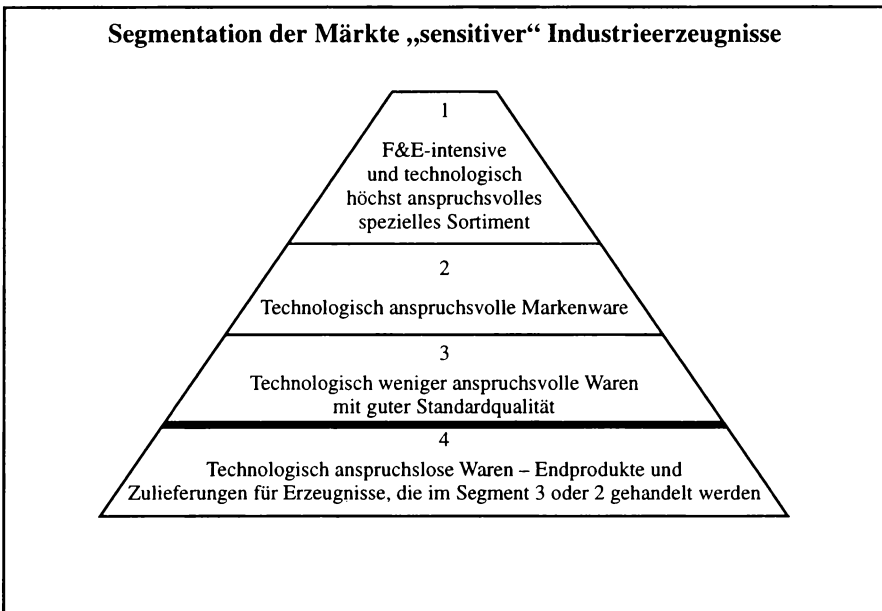 Segmentation der Märkte „sensitiver“ Industrieerzeugnisse
1
F&E-intensive
und technologisch
höchst anspruchsvolles
spezielles Sortiment
2
Technologisch anspruchsvolle Markenware
3
Technologisch weniger anspruchsvolle Waren
mit guter Standardqualität
4
Technologisch anspruchslose Waren – Endprodukte und
Zulieferungen für Erzeugnisse, die im Segment 3 oder 2 gehandelt werden